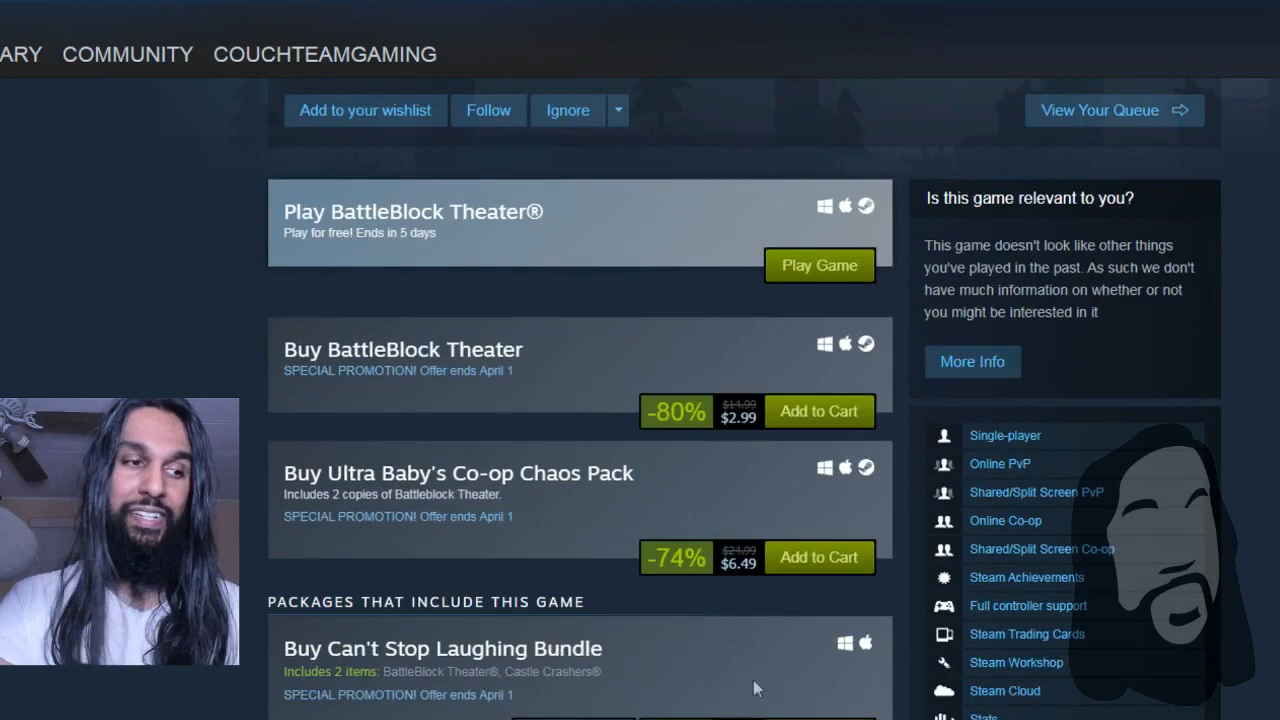 ARY COMMUNITY COUCHTEAMGAMING
Add to your wishlist Follow Ignore View Your Queue
Play BattleBlock Theater®
Play for free! Ends in 5 days
Play Game
Buy BattleBlock Theater
SPECIAL PROMOTION! Offer ends April 1
-80% $14.99 $2.99 Add to Cart
Buy Ultra Baby's Co-op Chaos Pack
Includes 2 copies of Battleblock Theater.
SPECIAL PROMOTION! Offer ends April 1
-74% $24.99 $6.49 Add to Cart
PACKAGES THAT INCLUDE THIS GAME
Buy Can't Stop Laughing Bundle
Includes 2 items: BattleBlock Theater®, Castle Crashers®
SPECIAL PROMOTION! Offer ends April 1
Is this game relevant to you?
This game doesn't look like other things
you've played in the past. As such we don't
have much information on whether or not
you might be interested in it
More Info
Single-player
Online PvP
Shared/Split Screen PvP
Online Co-op
Shared/Split Screen Co-op
Steam Achievements
Full controller support
Steam Trading Cards
Steam Workshop
Steam Cloud
Stats